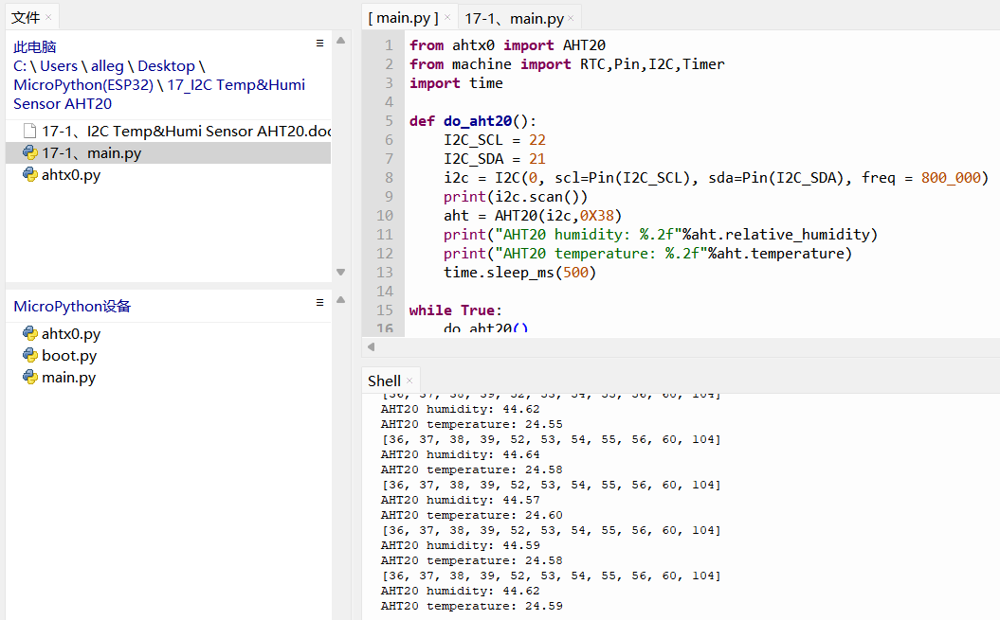 文件
此电脑
C: \ Users \ alleg \ Desktop \
MicroPython(ESP32) \ 17_I2C Temp&Humi
Sensor AHT20
17-1、I2C Temp&Humi Sensor AHT20.doc
17-1、main.py
ahtx0.py
MicroPython设备
ahtx0.py
boot.py
main.py
[ main.py ]
17-1、main.py
1 from ahtx0 import AHT20
2 from machine import RTC,Pin,I2C,Timer
3 import time
4
5 def do_aht20():
6     I2C_SCL = 22
7     I2C_SDA = 21
8     i2c = I2C(0, scl=Pin(I2C_SCL), sda=Pin(I2C_SDA), freq = 800_000)
9     print(i2c.scan())
10     aht = AHT20(i2c,0X38)
11     print("AHT20 humidity: %.2f"%aht.relative_humidity)
12     print("AHT20 temperature: %.2f"%aht.temperature)
13     time.sleep_ms(500)
14
15 while True:
16     do_aht20()
Shell
[36, 37, 38, 39, 52, 53, 54, 55, 56, 60, 104]
AHT20 humidity: 44.62
AHT20 temperature: 24.55
[36, 37, 38, 39, 52, 53, 54, 55, 56, 60, 104]
AHT20 humidity: 44.64
AHT20 temperature: 24.58
[36, 37, 38, 39, 52, 53, 54, 55, 56, 60, 104]
AHT20 humidity: 44.57
AHT20 temperature: 24.60
[36, 37, 38, 39, 52, 53, 54, 55, 56, 60, 104]
AHT20 humidity: 44.59
AHT20 temperature: 24.58
[36, 37, 38, 39, 52, 53, 54, 55, 56, 60, 104]
AHT20 humidity: 44.62
AHT20 temperature: 24.59